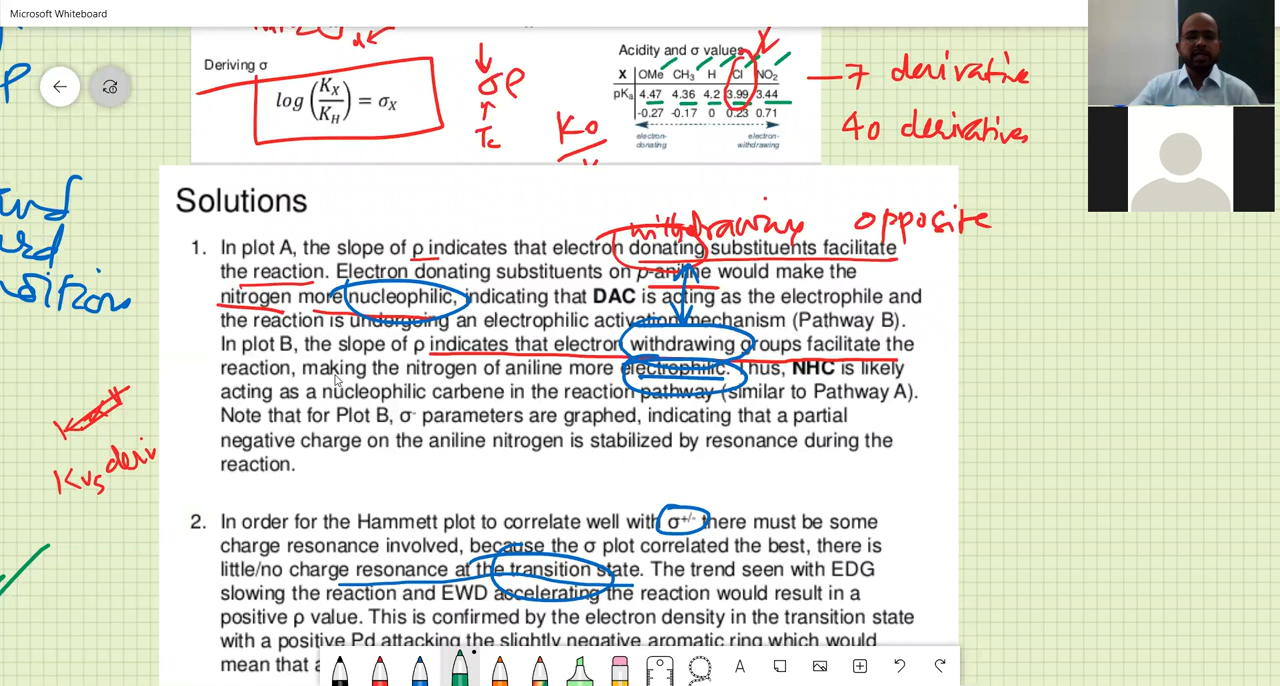 Microsoft Whiteboard
Deriving σ
log(K_X/K_H) = σ_X
σρ
Acidity and σ values
X OMe CH₃ H Cl NO₂
pKₐ 4.47 4.36 4.2 3.99 3.44
-0.27 -0.17 0 0.23 0.71
electron-donating electron-withdrawing
7 derivative
40 derivatives
Solutions
withdrawing opposite
1. In plot A, the slope of ρ indicates that electron donating substituents facilitate
the reaction. Electron donating substituents on p-aniline would make the
nitrogen more nucleophilic, indicating that DAC is acting as the electrophile and
the reaction is undergoing an electrophilic activation mechanism (Pathway B).
In plot B, the slope of ρ indicates that electron withdrawing groups facilitate the
reaction, making the nitrogen of aniline more electrophilic. Thus, NHC is likely
acting as a nucleophilic carbene in the reaction pathway (similar to Pathway A).
Note that for Plot B, σ⁻ parameters are graphed, indicating that a partial
negative charge on the aniline nitrogen is stabilized by resonance during the
reaction.
K vs deriv
2. In order for the Hammett plot to correlate well with σ⁺/⁻ there must be some
charge resonance involved, because the σ plot correlated the best, there is
little/no charge resonance at the transition state. The trend seen with EDG
slowing the reaction and EWD accelerating the reaction would result in a
positive ρ value. This is confirmed by the electron density in the transition state
with a positive Pd attacking the slightly negative aromatic ring which would
mean that